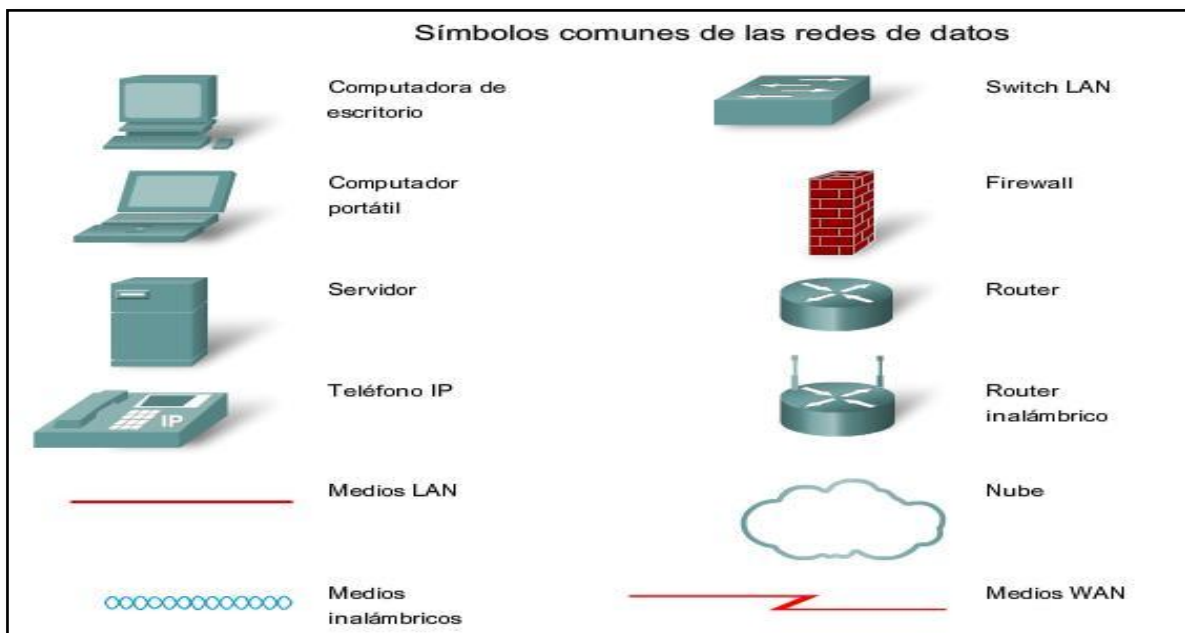 Símbolos comunes de las redes de datos
Computadora de
escritorio
Switch LAN
Computador
portátil
Firewall
Servidor
Router
Teléfono IP
IP
Router
inalámbrico
Medios LAN
Nube
Medios
inalámbricos
Medios WAN